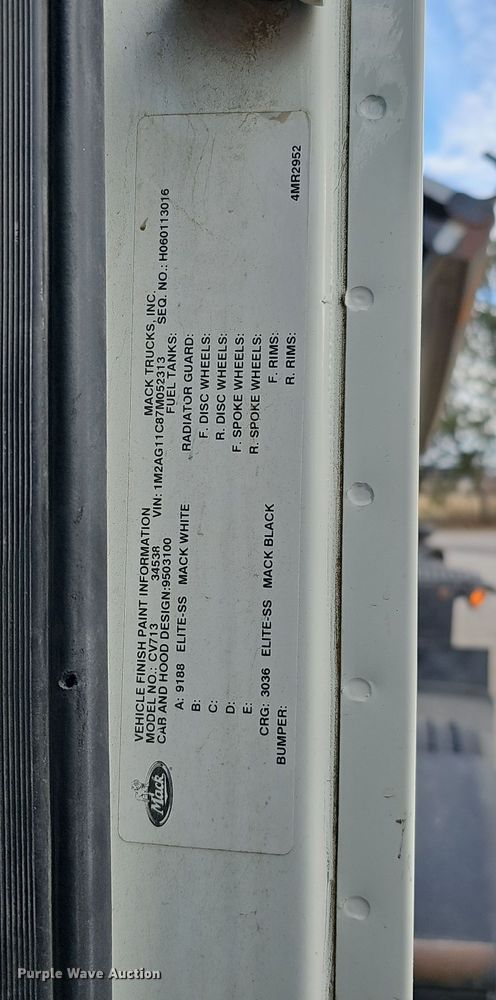 Mack
VEHICLE FINISH PAINT INFORMATION MACK TRUCKS, INC.
MODEL NO.: CV713 34538 VIN: 1M2AG11C87M052313
CAB AND HOOD DESIGN:9503100 FUEL TANKS: SEQ. NO.: H060113016
A: 9188 ELITE-SS MACK WHITE RADIATOR GUARD:
B: F. DISC WHEELS:
C: R. DISC WHEELS:
D: F. SPOKE WHEELS:
E: R. SPOKE WHEELS:
CRG: 3036 ELITE-SS MACK BLACK F. RIMS:
BUMPER: R. RIMS:
4MR2952
Purple Wave Auction